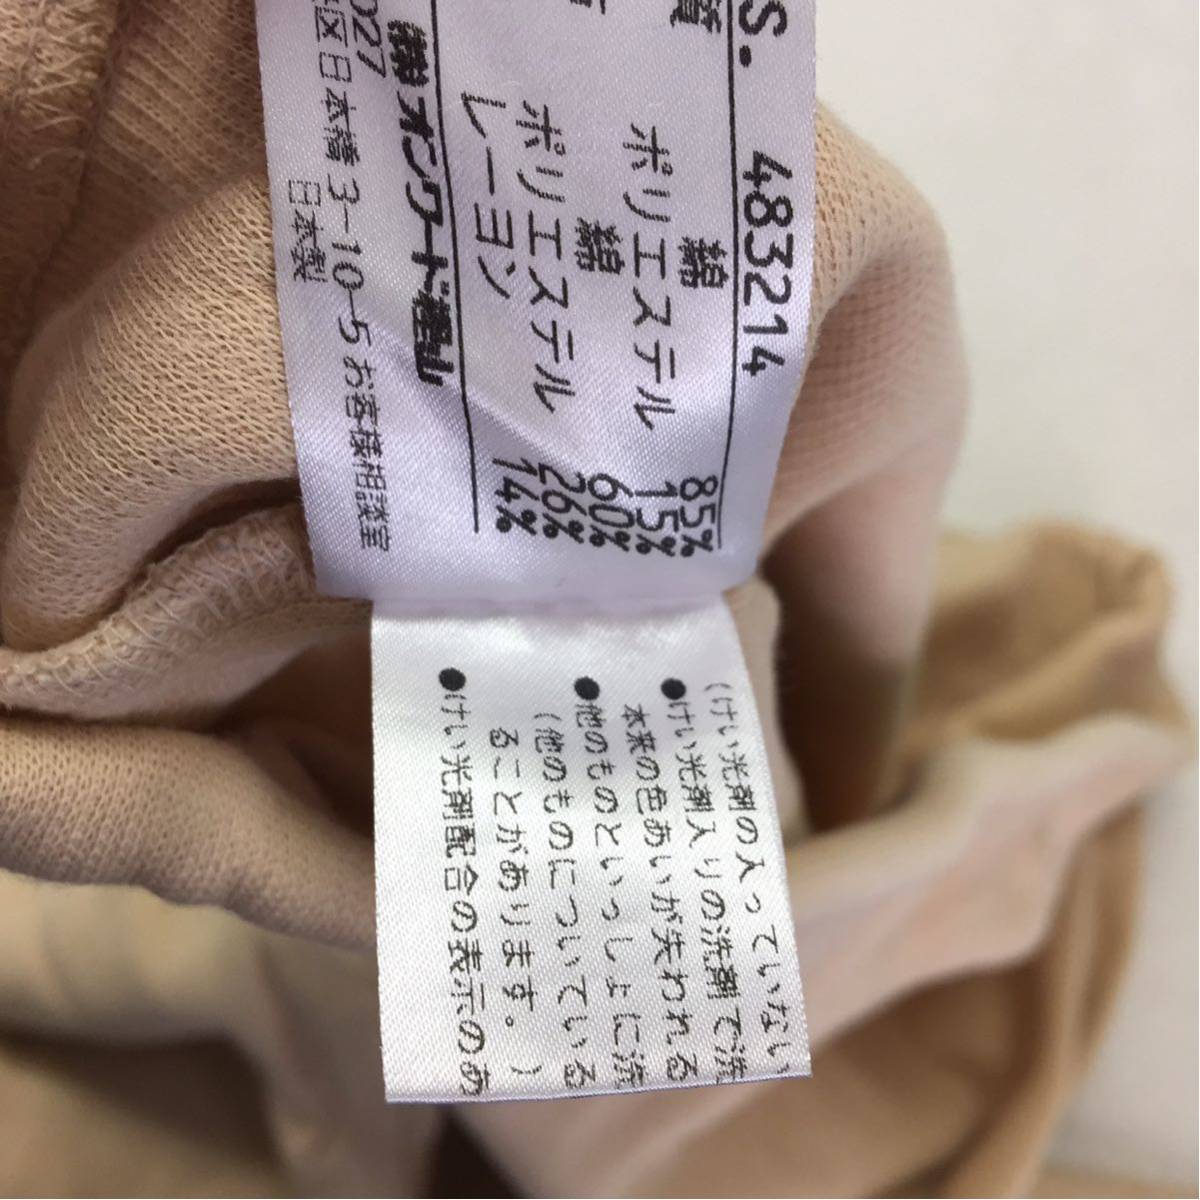 S. 483214
綿 85%
ポリエステル 15%
綿 60%
ポリエステル 26%
レーヨン 14%
㈱オンワード樫山
027
区日本橋3-10-5お客様相談室
日本製
(けい光剤の入っていない
●けい光剤入りの洗剤で洗
本来の色あいが失われる
●他のものといっしょに洗
(他のものについている
ることがあります。)
●けい光剤配合の表示のあ